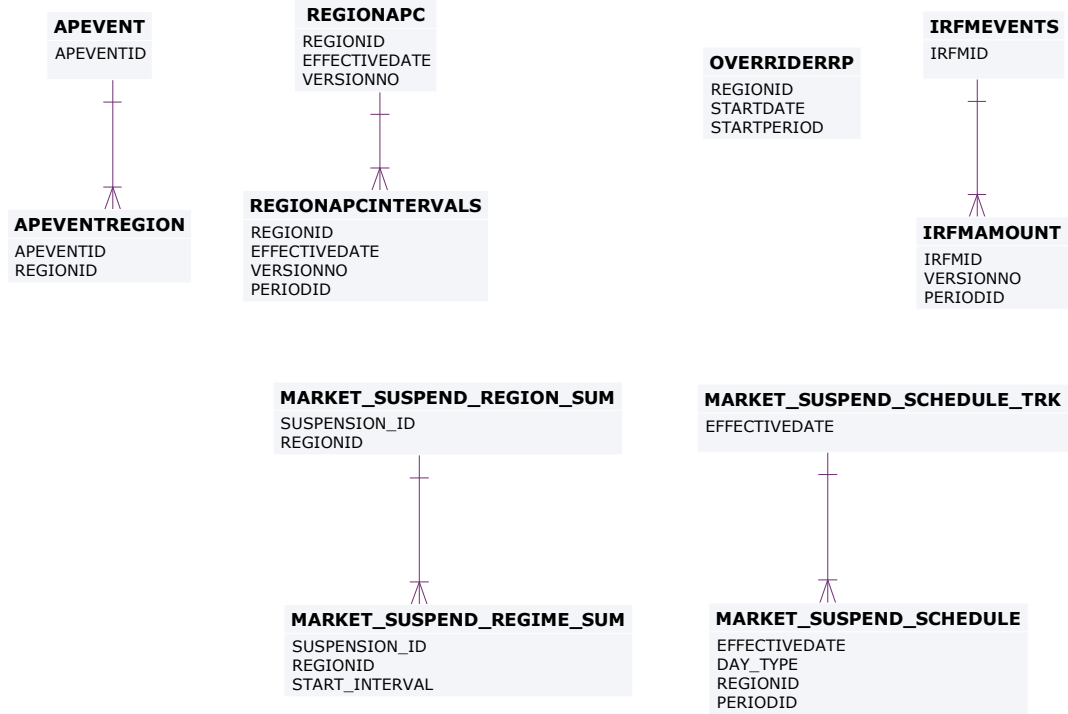 APEVENT
APEVENTID
REGIONAPC
REGIONID
EFFECTIVEDATE
VERSIONNO
OVERRIDERRP
REGIONID
STARTDATE
STARTPERIOD
IRFMEVENTS
IRFMID
APEVENTREGION
APEVENTID
REGIONID
REGIONAPCINTERVALS
REGIONID
EFFECTIVEDATE
VERSIONNO
PERIODID
IRFMAMOUNT
IRFMID
VERSIONNO
PERIODID
MARKET_SUSPEND_REGION_SUM
SUSPENSION_ID
REGIONID
MARKET_SUSPEND_SCHEDULE_TRK
EFFECTIVEDATE
MARKET_SUSPEND_REGIME_SUM
SUSPENSION_ID
REGIONID
START_INTERVAL
MARKET_SUSPEND_SCHEDULE
EFFECTIVEDATE
DAY_TYPE
REGIONID
PERIODID